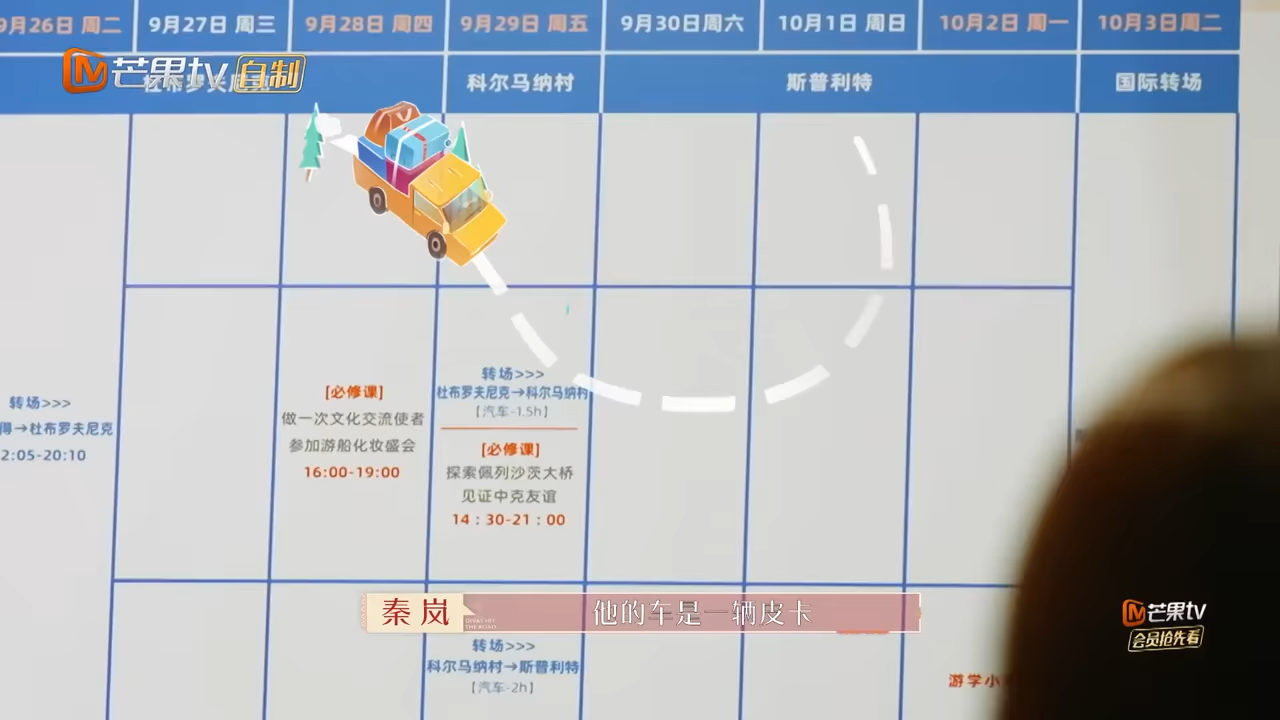 9月26日 周二
9月27日 周三
9月28日 周四
9月29日 周五
9月30日周六
10月1日 周日
10月2日 周一
10月3日周二
芒果tv 自制
科尔马纳村
斯普利特
国际转场
转场>>>
得→杜布罗夫尼克
2:05-20:10
[必修课]
做一次文化交流使者
参加游船化妆盛会
16:00-19:00
转场>>>
杜布罗夫尼克→科尔马纳村
【汽车-1.5h】
[必修课]
探索佩列沙茨大桥
见证中克友谊
14：30-21：00
秦岚
他的车是一辆皮卡
转场>>>
科尔马纳村→斯普利特
【汽车-2h】
游学小
芒果tv
会员抢先看